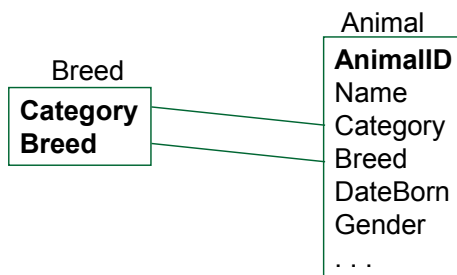 Breed
Category
Breed
Animal
AnimalID
Name
Category
Breed
DateBorn
Gender
. . .